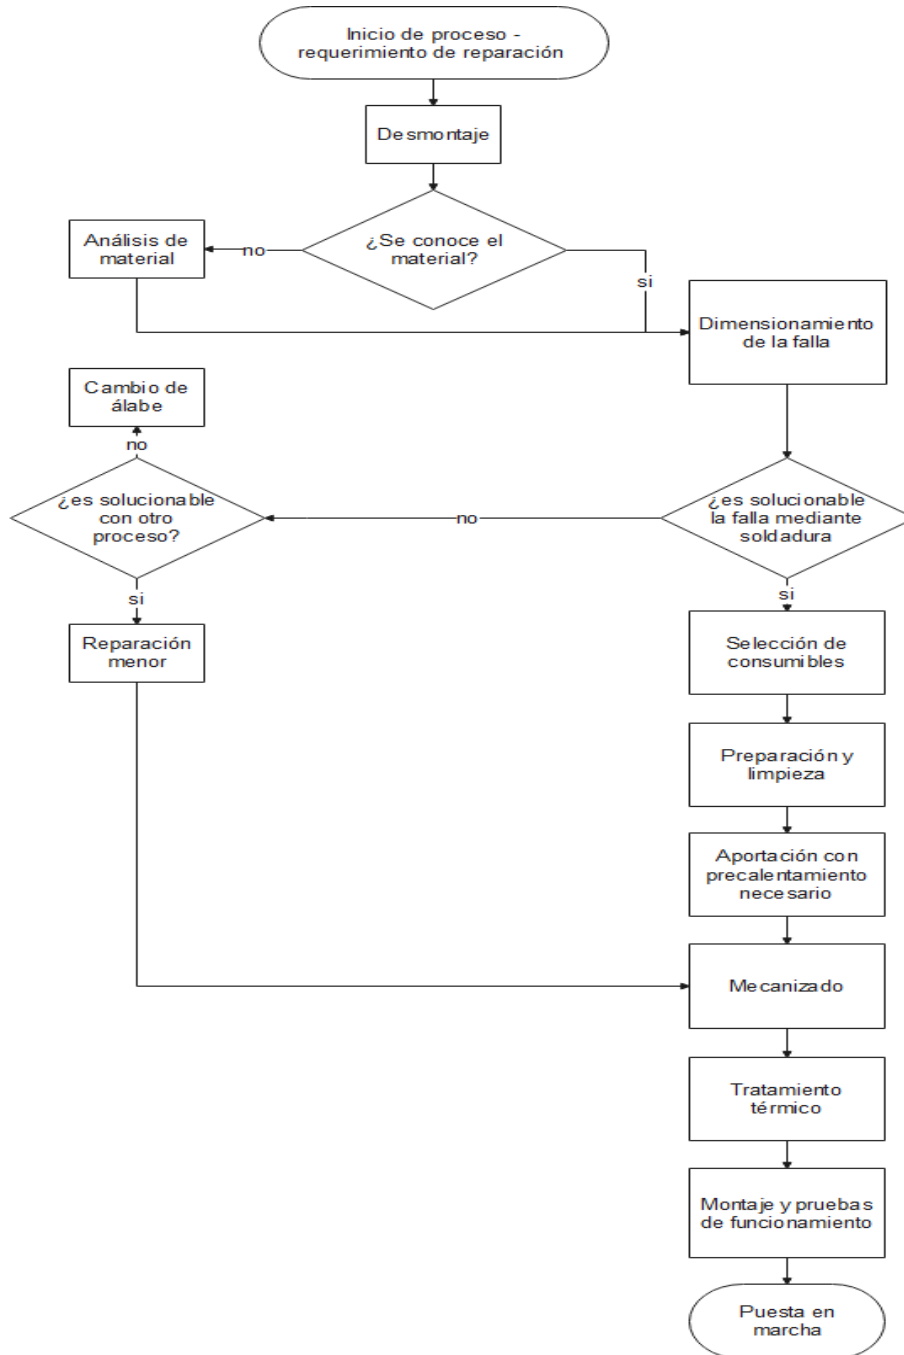 Inicio de proceso -
requerimiento de reparación
Desmontaje
¿Se conoce el
material?
no
Análisis de
material
si
Dimensionamiento
de la falla
Cambio de
álabe
no
¿es solucionable
con otro
proceso?
no
¿es solucionable
la falla mediante
soldadura
si
Reparación
menor
si
Selección de
consumibles
Preparación y
limpieza
Aportación con
precalentamiento
necesario
Mecanizado
Tratamiento
térmico
Montaje y pruebas
de funcionamiento
Puesta en
marcha